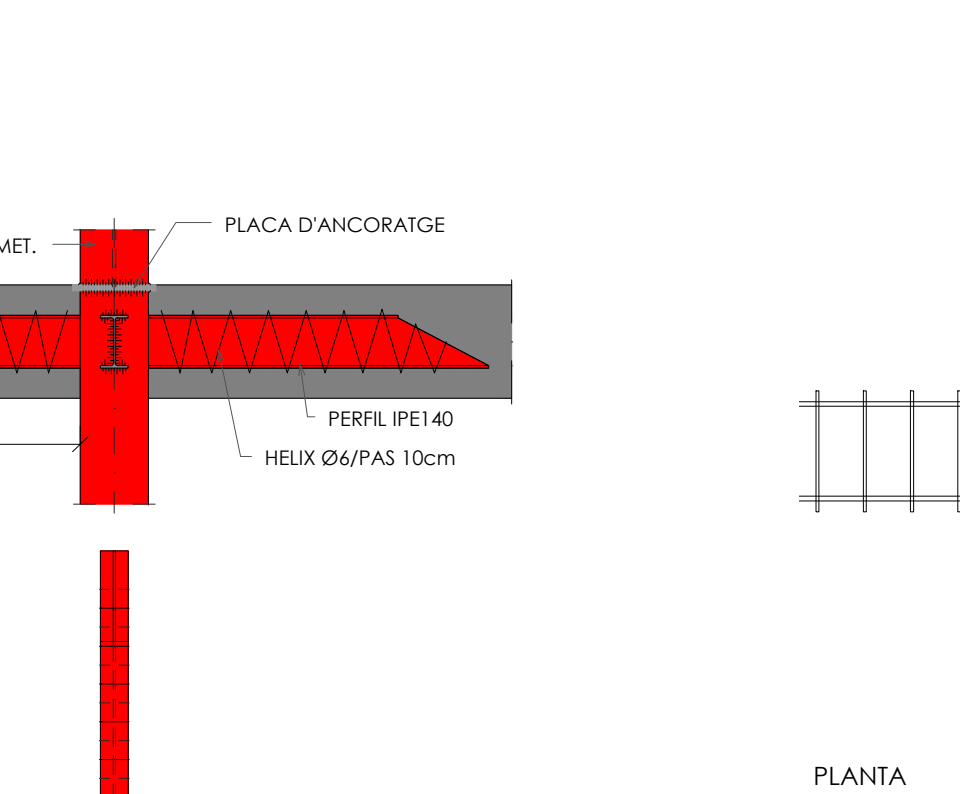 PLACA D'ANCORATGE
MET.
PERFIL IPE140
HELIX Ø6/PAS 10cm
PLANTA